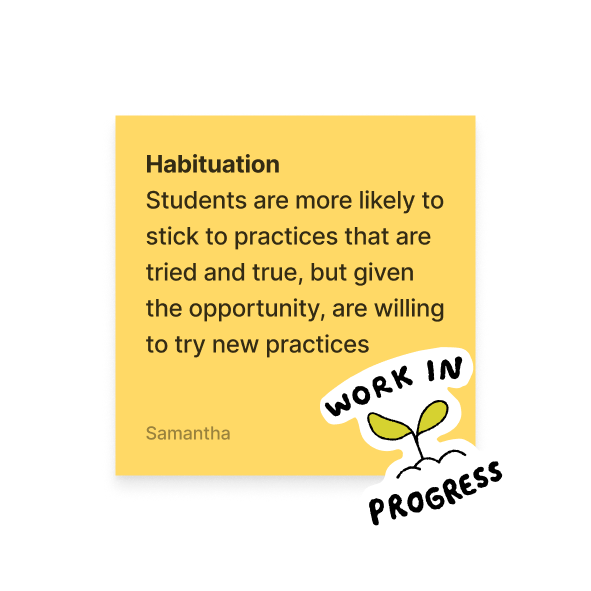 Habituation
Students are more likely to
stick to practices that are
tried and true, but given
the opportunity, are willing
to try new practices
WORK IN
Samantha
PROGRESS